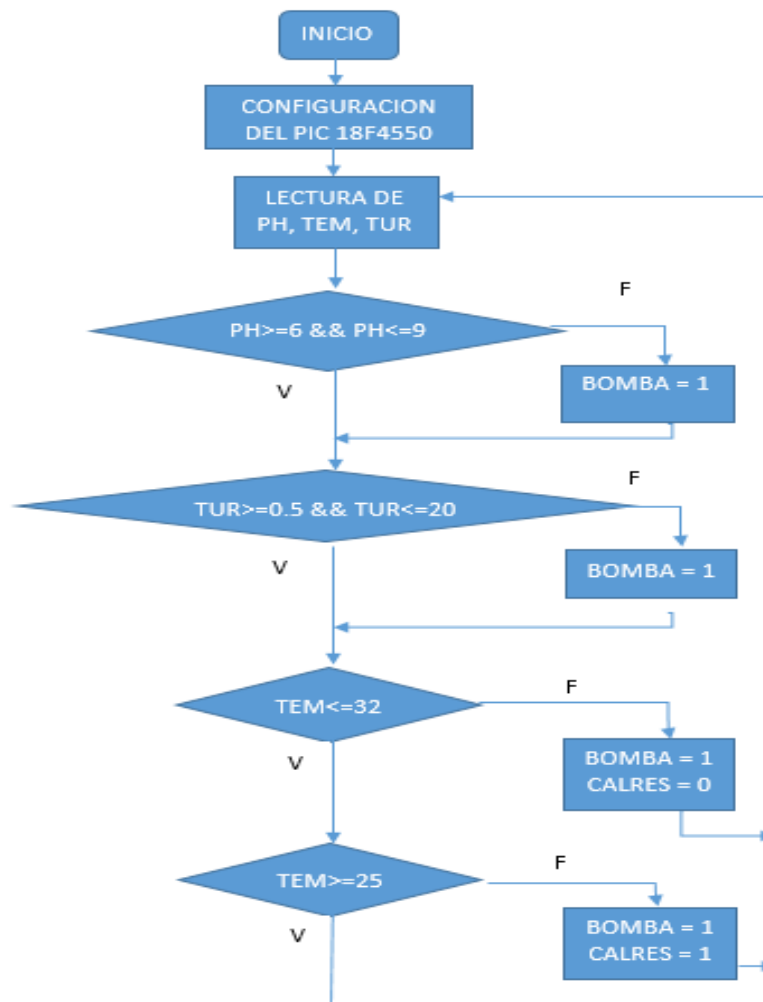 INICIO
CONFIGURACION
DEL PIC 18F4550
LECTURA DE
PH, TEM, TUR
F
PH>=6 && PH<=9
V
BOMBA = 1
F
TUR>=0.5 && TUR<=20
V
BOMBA = 1
F
TEM<=32
V
BOMBA = 1
CALRES = 0
F
TEM>=25
V
BOMBA = 1
CALRES = 1